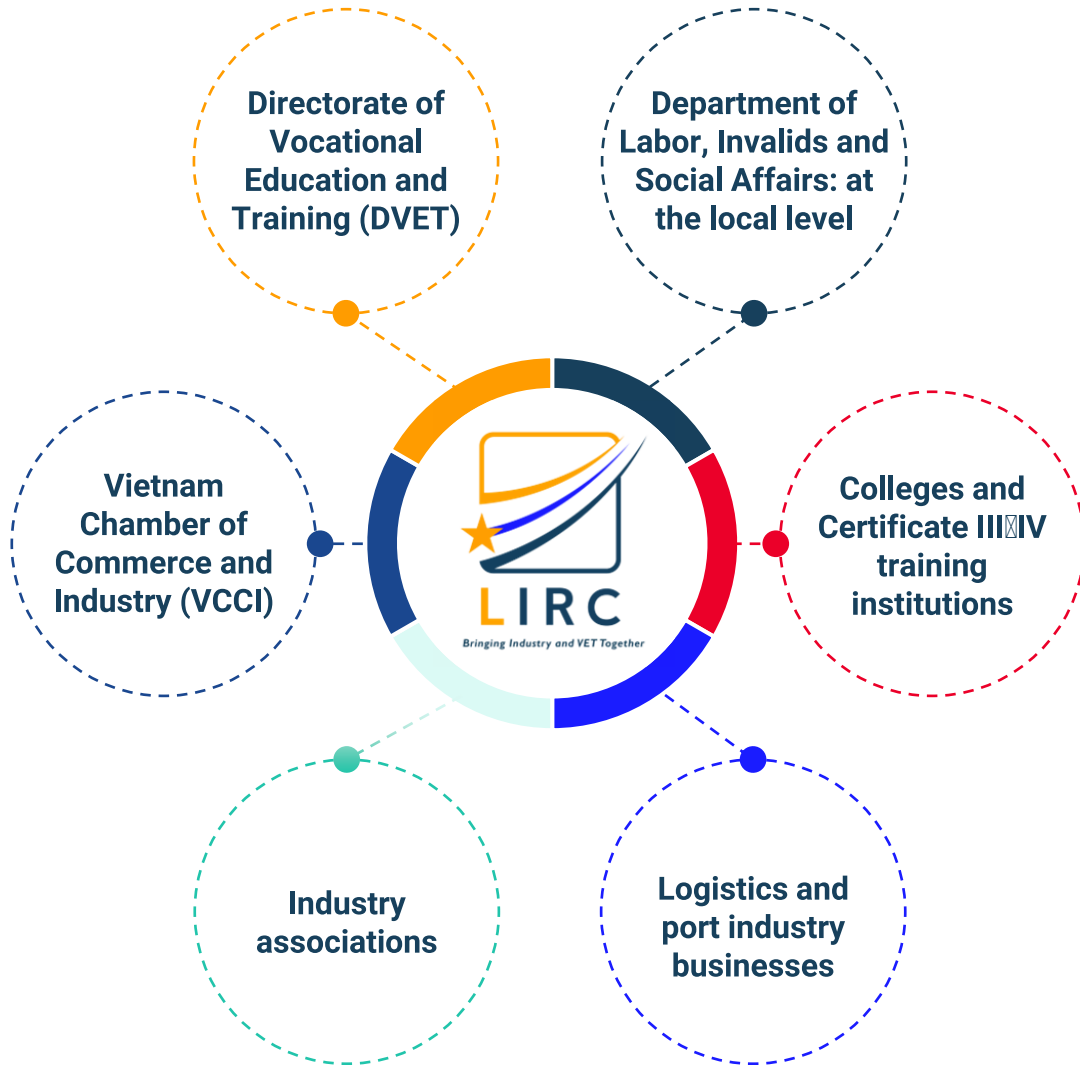 Directorate of
Vocational
Education and
Training (DVET)
Department of
Labor, Invalids and
Social Affairs: at
the local level
Vietnam
Chamber of
Commerce and
Industry (VCCI)
LIRC
Bringing Industry and VET Together
Colleges and
Certificate III￾IV
training
institutions
Industry
associations
Logistics and
port industry
businesses